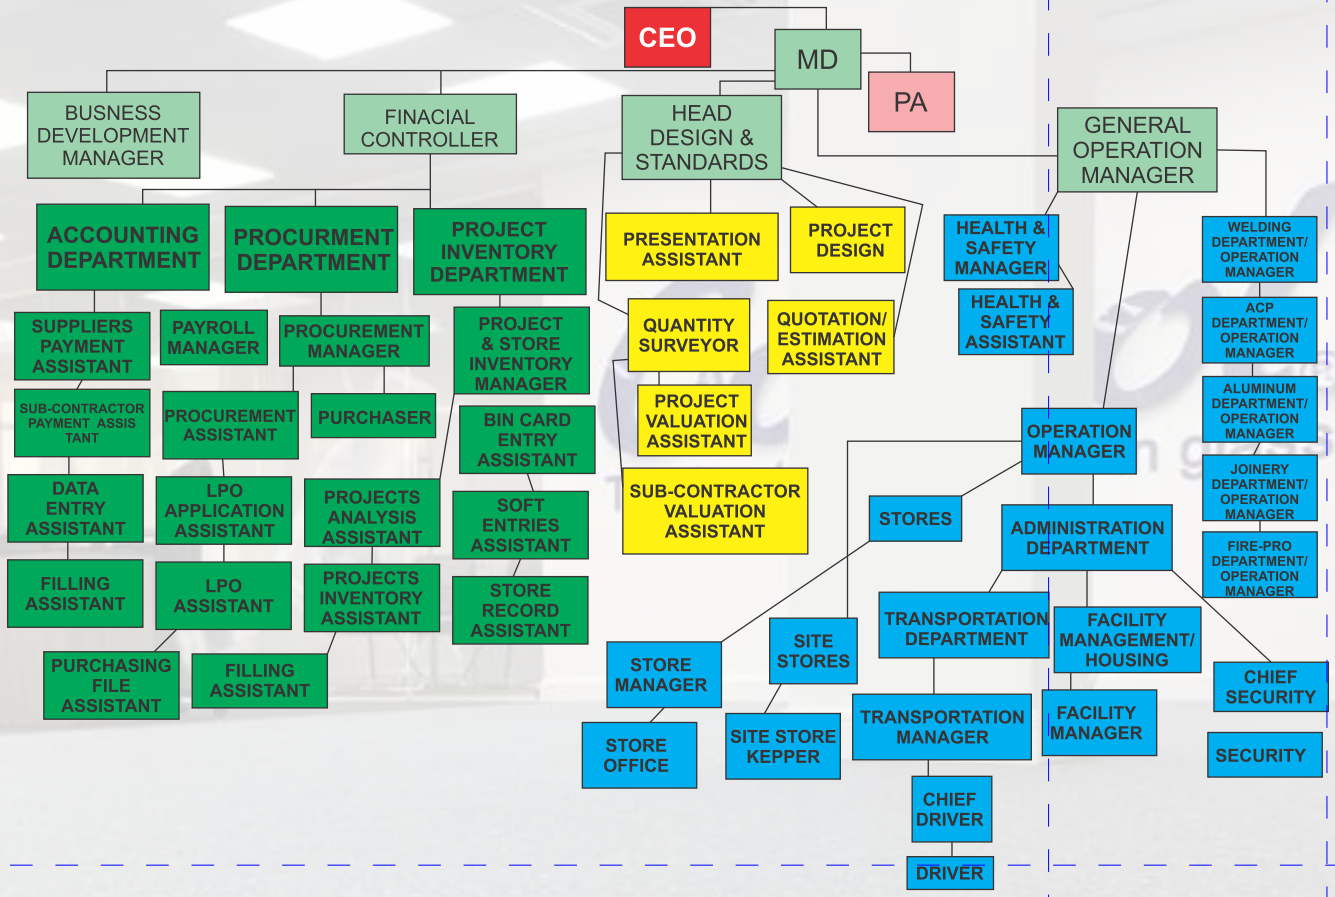 CEO
MD
PA
BUSNESS
DEVELOPMENT
MANAGER
FINACIAL
CONTROLLER
HEAD
DESIGN &
STANDARDS
GENERAL
OPERATION
MANAGER
ACCOUNTING
DEPARTMENT
PROCURMENT
DEPARTMENT
PROJECT
INVENTORY
DEPARTMENT
PRESENTATION
ASSISTANT
PROJECT
DESIGN
HEALTH &
SAFETY
MANAGER
WELDING
DEPARTMENT/
OPERATION
MANAGER
HEALTH &
SAFETY
ASSISTANT
ACP
DEPARTMENT/
OPERATION
MANAGER
SUPPLIERS
PAYMENT
ASSISTANT
PAYROLL
MANAGER
PROCUREMENT
MANAGER
PROJECT
& STORE
INVENTORY
MANAGER
QUANTITY
SURVEYOR
QUOTATION/
ESTIMATION
ASSISTANT
ALUMINUM
DEPARTMENT/
OPERATION
MANAGER
SUB-CONTRACTOR
PAYMENT ASSIS
TANT
PROCUREMENT
ASSISTANT
PURCHASER
BIN CARD
ENTRY
ASSISTANT
PROJECT
VALUATION
ASSISTANT
OPERATION
MANAGER
JOINERY
DEPARTMENT/
OPERATION
MANAGER
DATA
ENTRY
ASSISTANT
LPO
APPLICATION
ASSISTANT
PROJECTS
ANALYSIS
ASSISTANT
SOFT
ENTRIES
ASSISTANT
SUB-CONTRACTOR
VALUATION
ASSISTANT
STORES
ADMINISTRATION
DEPARTMENT
FIRE-PRO
DEPARTMENT/
OPERATION
MANAGER
FILLING
ASSISTANT
LPO
ASSISTANT
PROJECTS
INVENTORY
ASSISTANT
STORE
RECORD
ASSISTANT
TRANSPORTATION
DEPARTMENT
FACILITY
MANAGEMENT/
HOUSING
PURCHASING
FILE
ASSISTANT
FILLING
ASSISTANT
STORE
MANAGER
SITE
STORES
CHIEF
SECURITY
STORE
OFFICE
SITE STORE
KEPPER
TRANSPORTATION
MANAGER
FACILITY
MANAGER
SECURITY
CHIEF
DRIVER
DRIVER